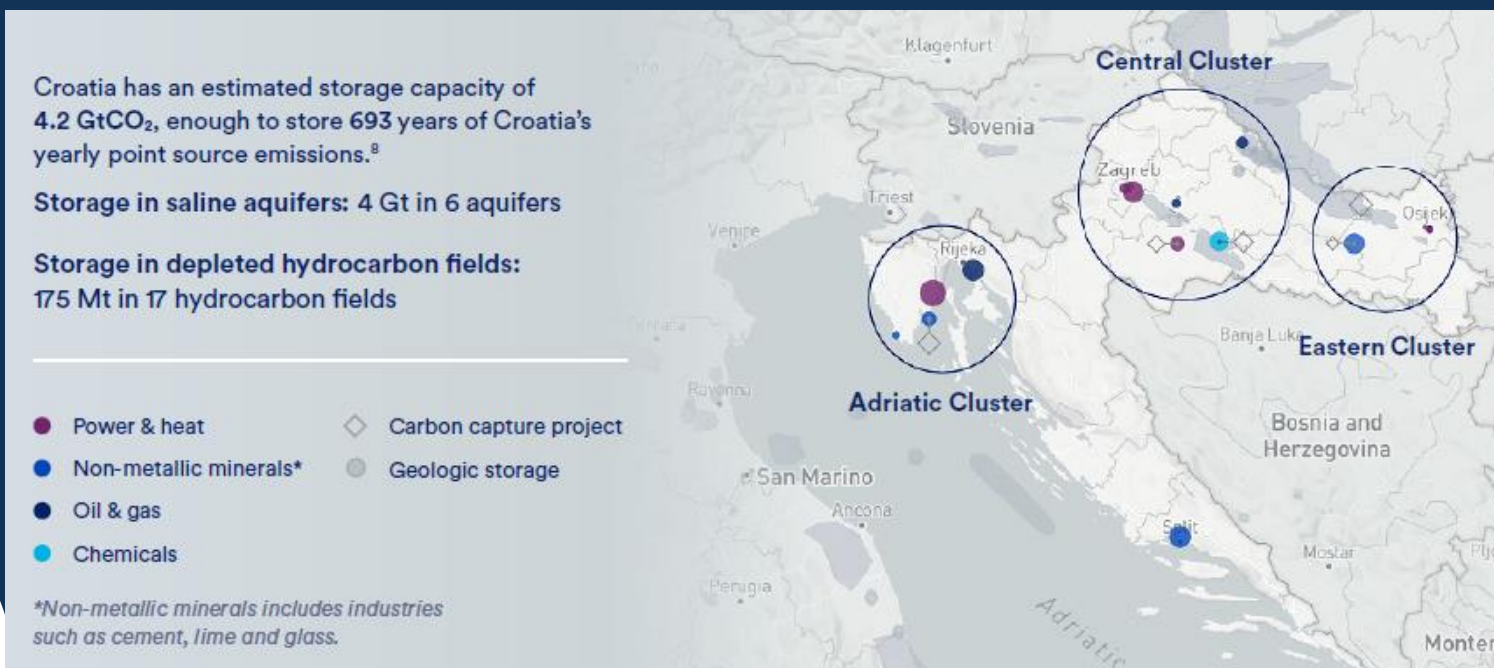 Croatia has an estimated storage capacity of
4.2 GtCO₂, enough to store 693 years of Croatia's
yearly point source emissions.⁸
Storage in saline aquifers: 4 Gt in 6 aquifers
Storage in depleted hydrocarbon fields:
175 Mt in 17 hydrocarbon fields
Power & heat
Non-metallic minerals*
Oil & gas
Chemicals
Carbon capture project
Geologic storage
*Non-metallic minerals includes industries
such as cement, lime and glass.
Klagenfurt
Central Cluster
Slovenia
Zagreb
Triest
Osijek
Venice
Rijeka
Banja Luka
Eastern Cluster
Ravenna
Adriatic Cluster
Bosnia and
Herzegovina
San Marino
Ancona
Split
Mostar
Perugia
Adriatic